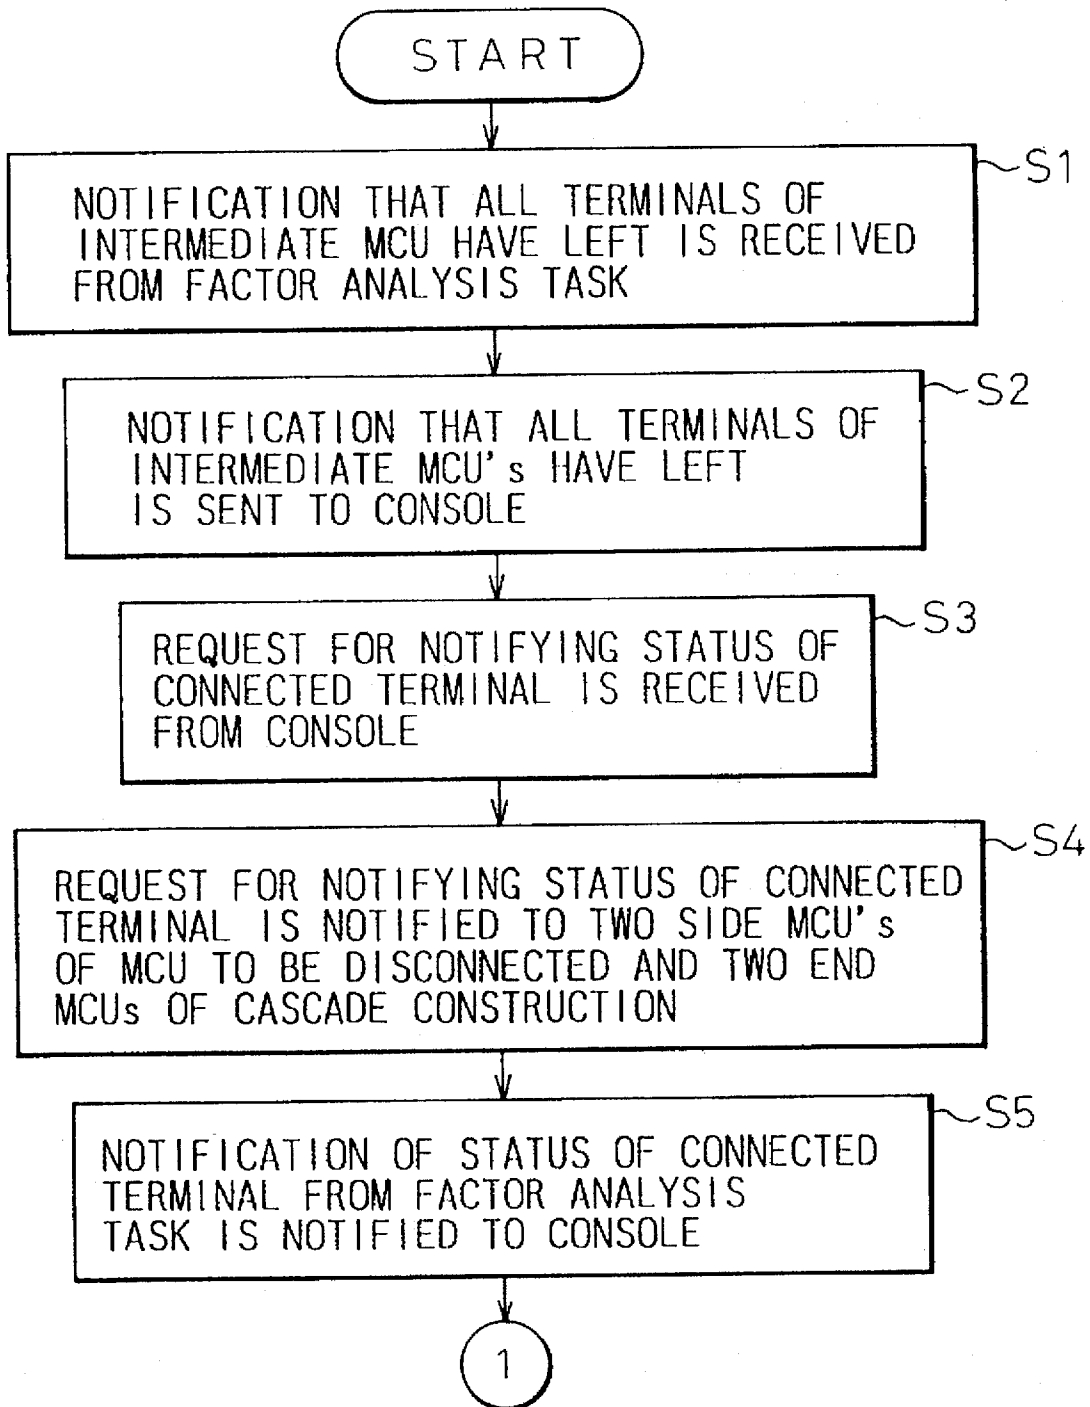 START
S1
NOTIFICATION THAT ALL TERMINALS OF
INTERMEDIATE MCU HAVE LEFT IS RECEIVED
FROM FACTOR ANALYSIS TASK
S2
NOTIFICATION THAT ALL TERMINALS OF
INTERMEDIATE MCU's HAVE LEFT
IS SENT TO CONSOLE
S3
REQUEST FOR NOTIFYING STATUS OF
CONNECTED TERMINAL IS RECEIVED
FROM CONSOLE
S4
REQUEST FOR NOTIFYING STATUS OF CONNECTED
TERMINAL IS NOTIFIED TO TWO SIDE MCU's
OF MCU TO BE DISCONNECTED AND TWO END
MCUs OF CASCADE CONSTRUCTION
S5
NOTIFICATION OF STATUS OF CONNECTED
TERMINAL FROM FACTOR ANALYSIS
TASK IS NOTIFIED TO CONSOLE
1